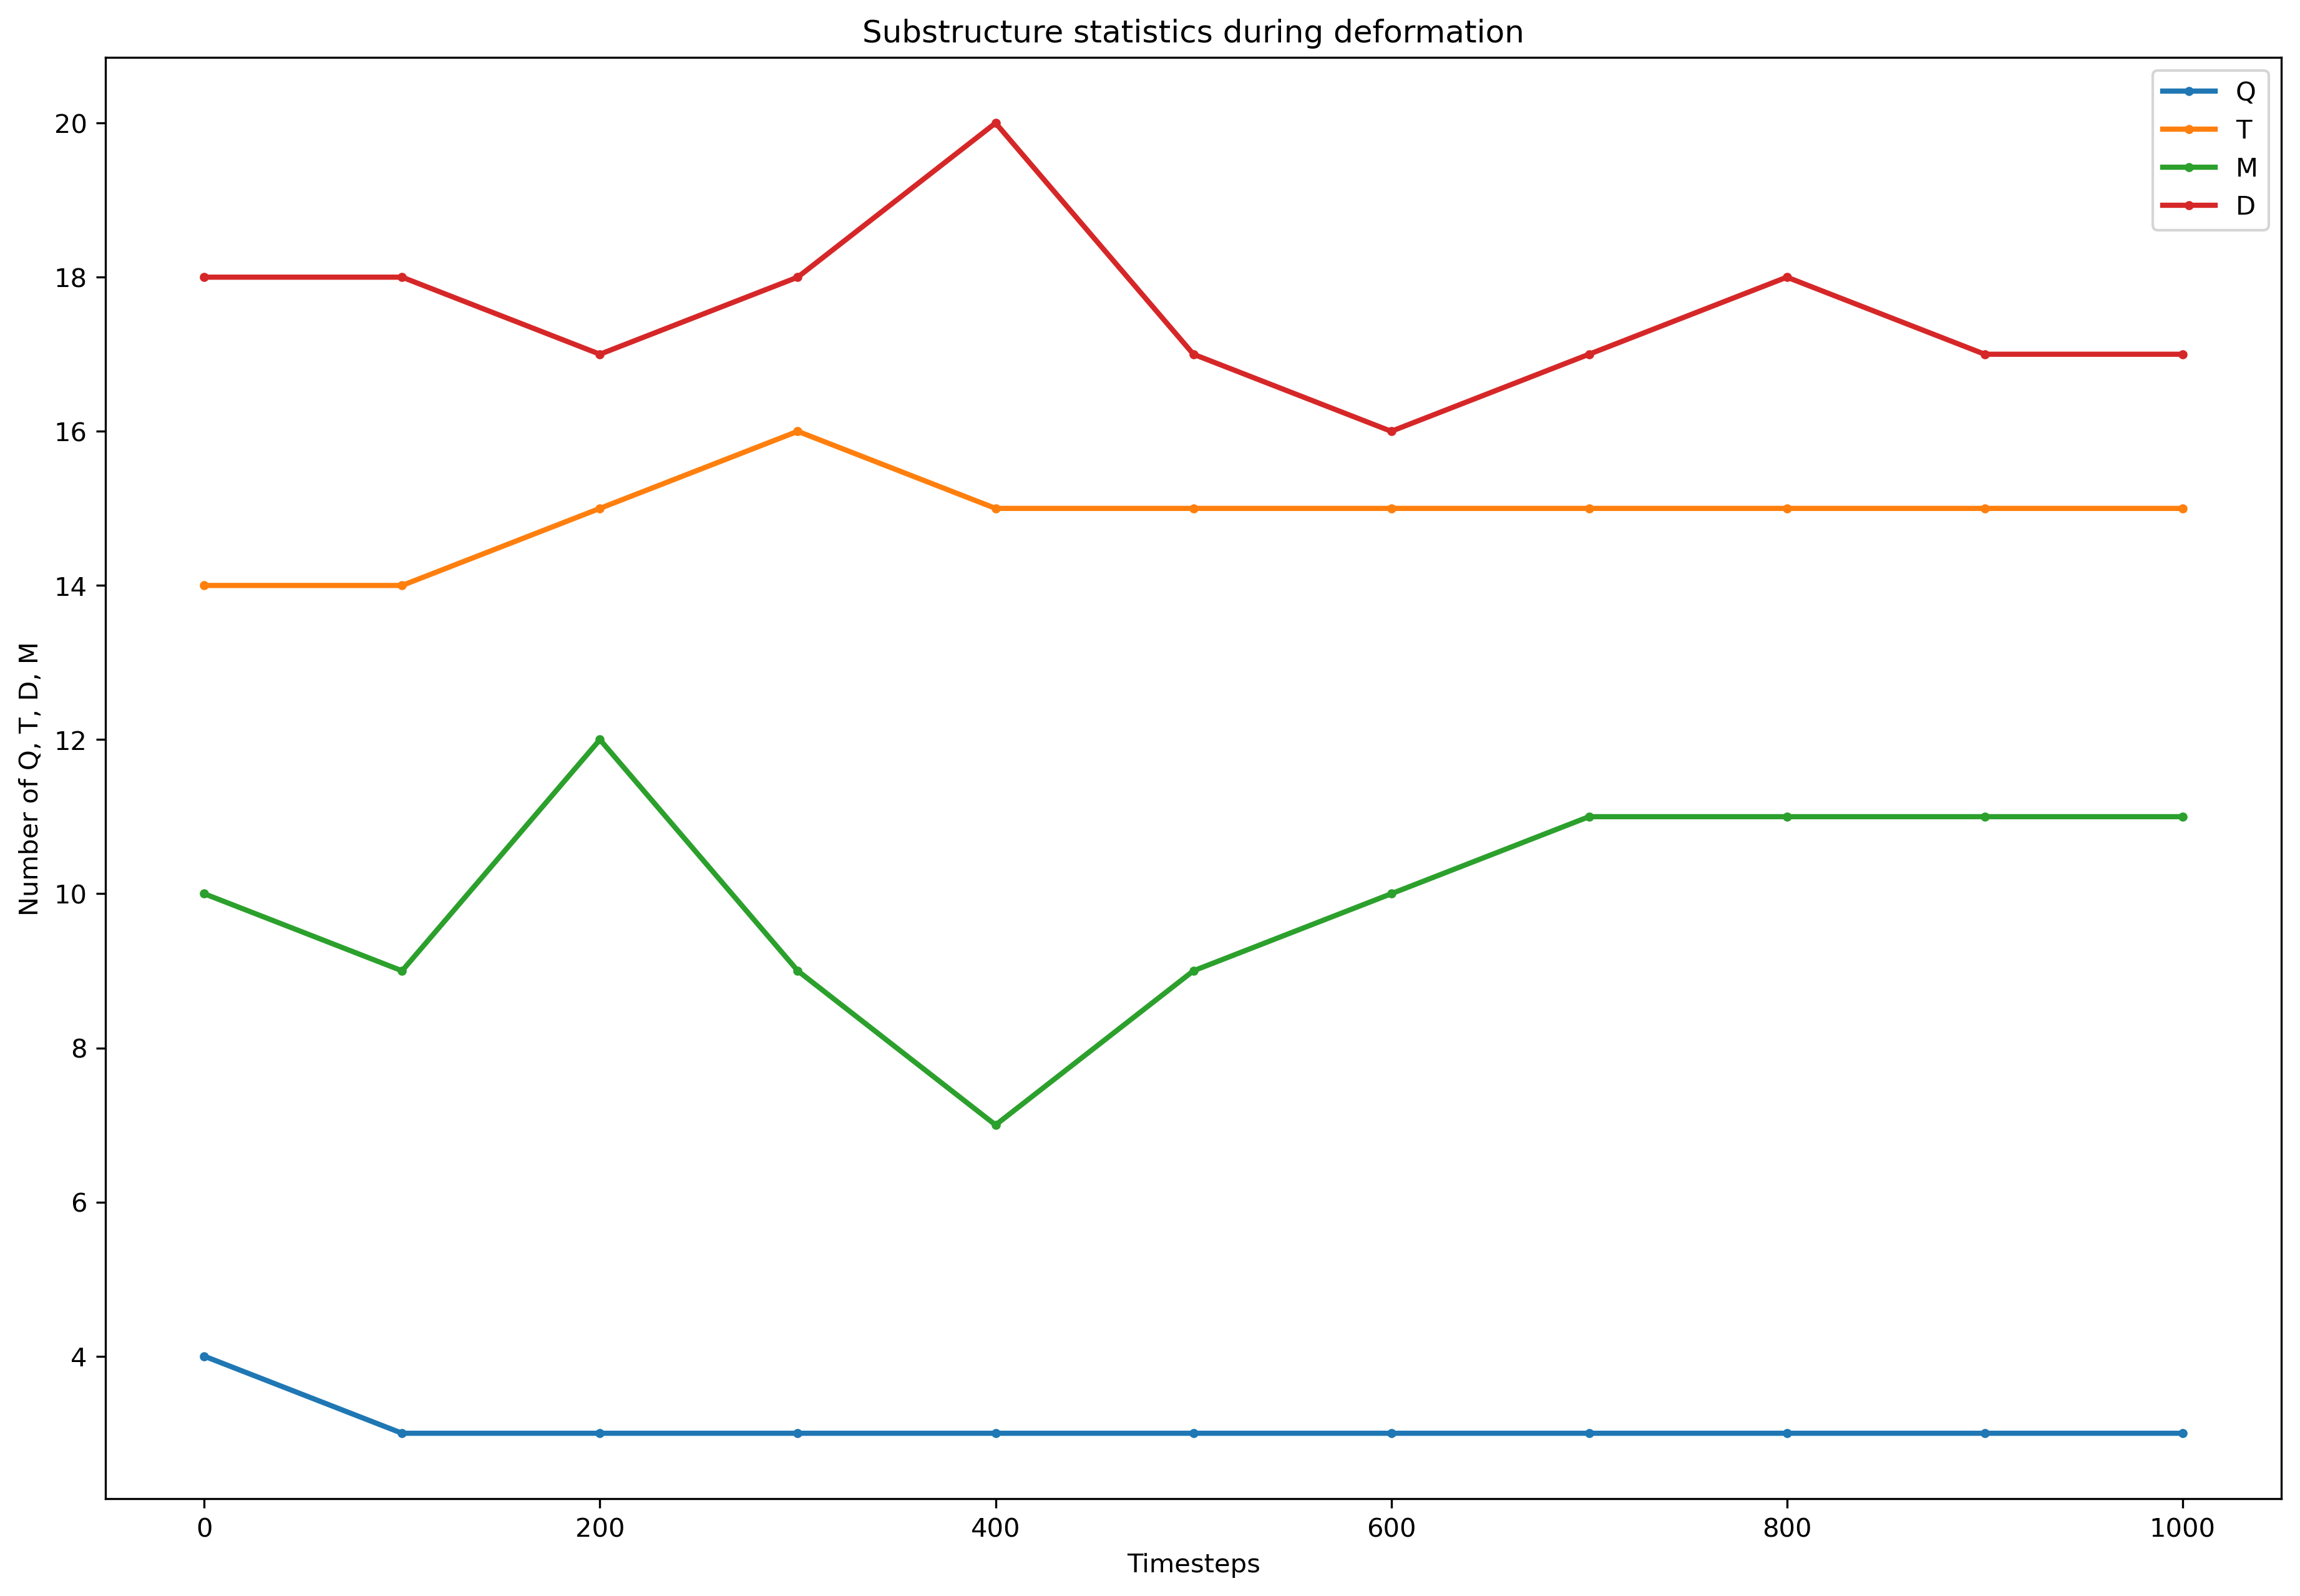 Substructure statistics during deformation
Q
T
M
D
20
18
16
14
12
10
8
6
4
Number of Q, T, D, M
0 200 400 600 800 1000
Timesteps